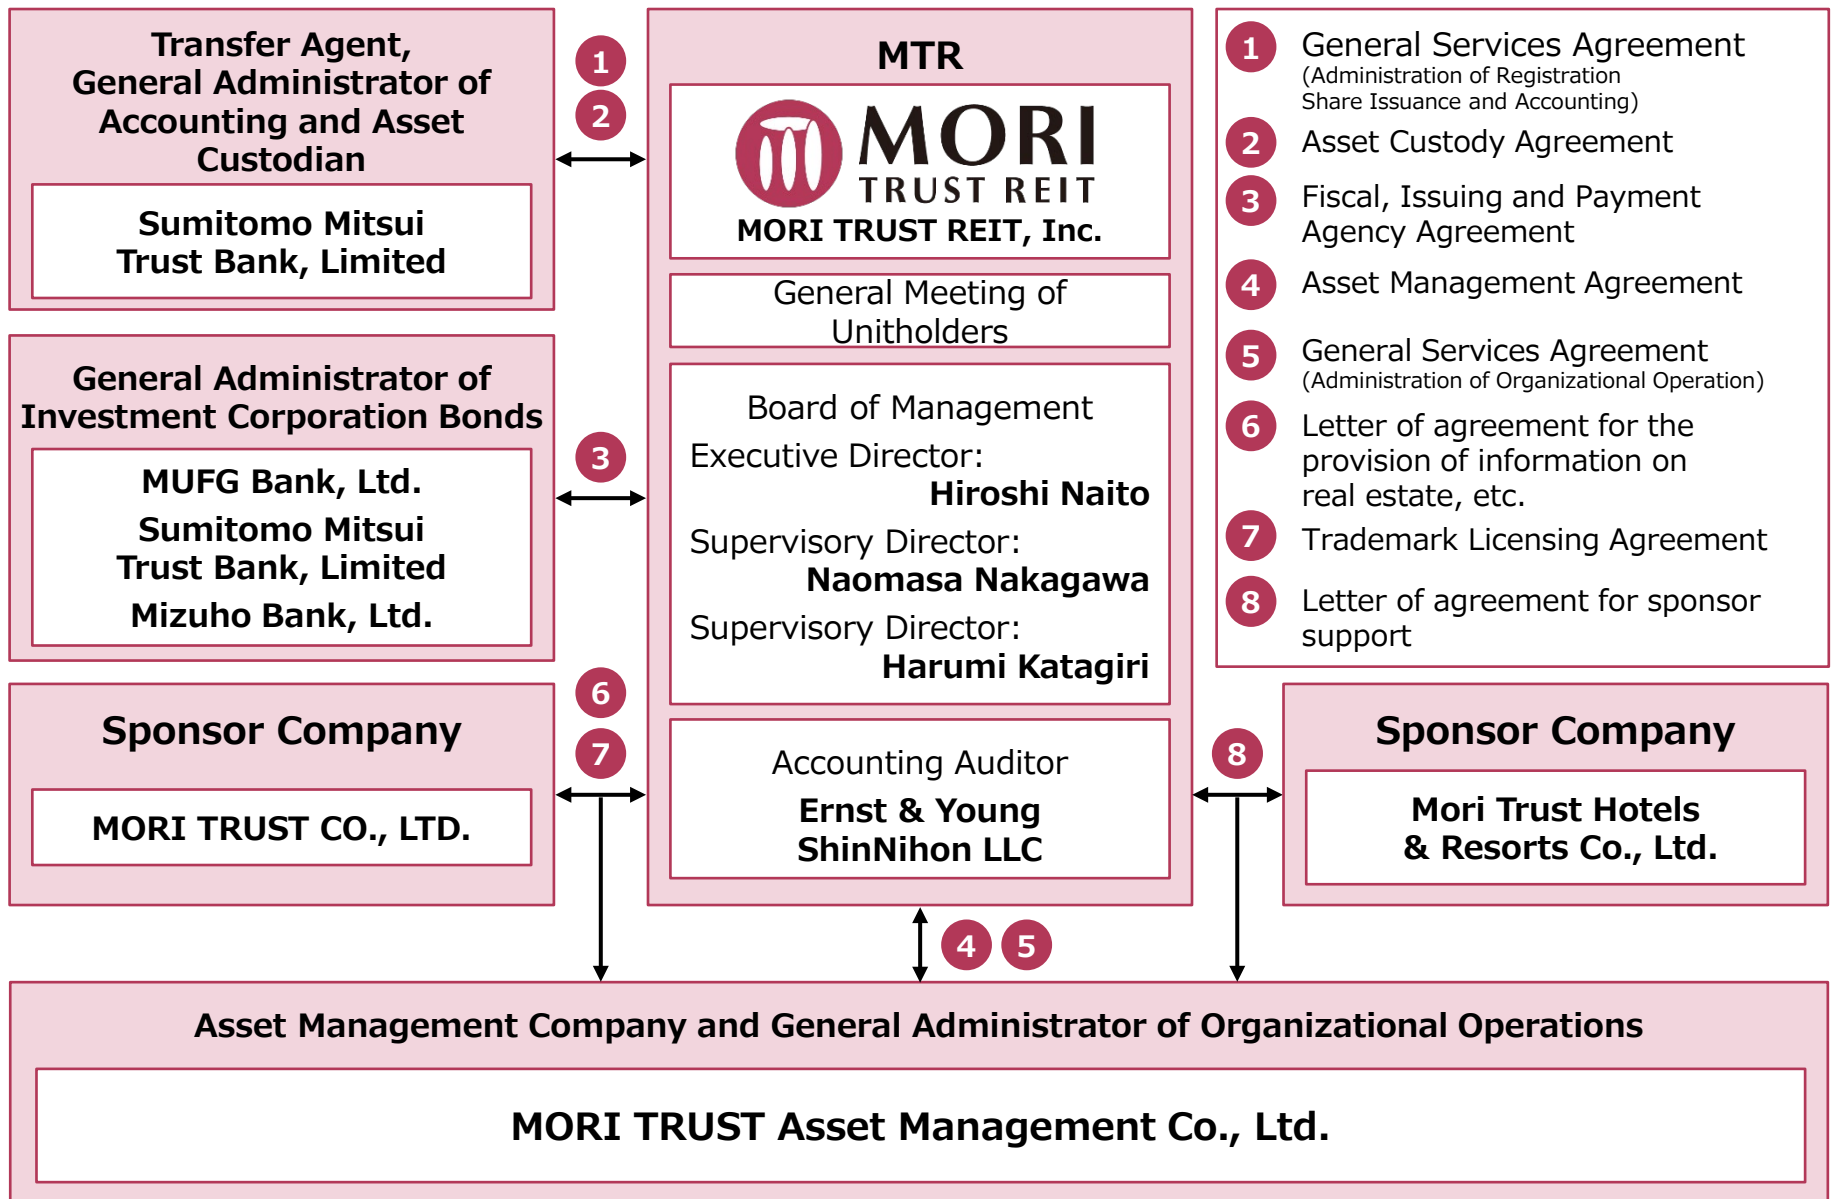 Transfer Agent,
General Administrator of
Accounting and Asset
Custodian
Sumitomo Mitsui
Trust Bank, Limited
1
2
General Administrator of
Investment Corporation Bonds
MUFG Bank, Ltd.
Sumitomo Mitsui
Trust Bank, Limited
Mizuho Bank, Ltd.
3
Sponsor Company
MORI TRUST CO., LTD.
6
7
MTR
MORI
TRUST REIT
MORI TRUST REIT, Inc.
General Meeting of
Unitholders
Board of Management
Executive Director:
Hiroshi Naito
Supervisory Director:
Naomasa Nakagawa
Supervisory Director:
Harumi Katagiri
Accounting Auditor
Ernst & Young
ShinNihon LLC
1 General Services Agreement
(Administration of Registration
Share Issuance and Accounting)
2 Asset Custody Agreement
3 Fiscal, Issuing and Payment
Agency Agreement
4 Asset Management Agreement
5 General Services Agreement
(Administration of Organizational Operation)
6 Letter of agreement for the
provision of information on
real estate, etc.
7 Trademark Licensing Agreement
8 Letter of agreement for sponsor
support
8
Sponsor Company
Mori Trust Hotels
& Resorts Co., Ltd.
4 5
Asset Management Company and General Administrator of Organizational Operations
MORI TRUST Asset Management Co., Ltd.